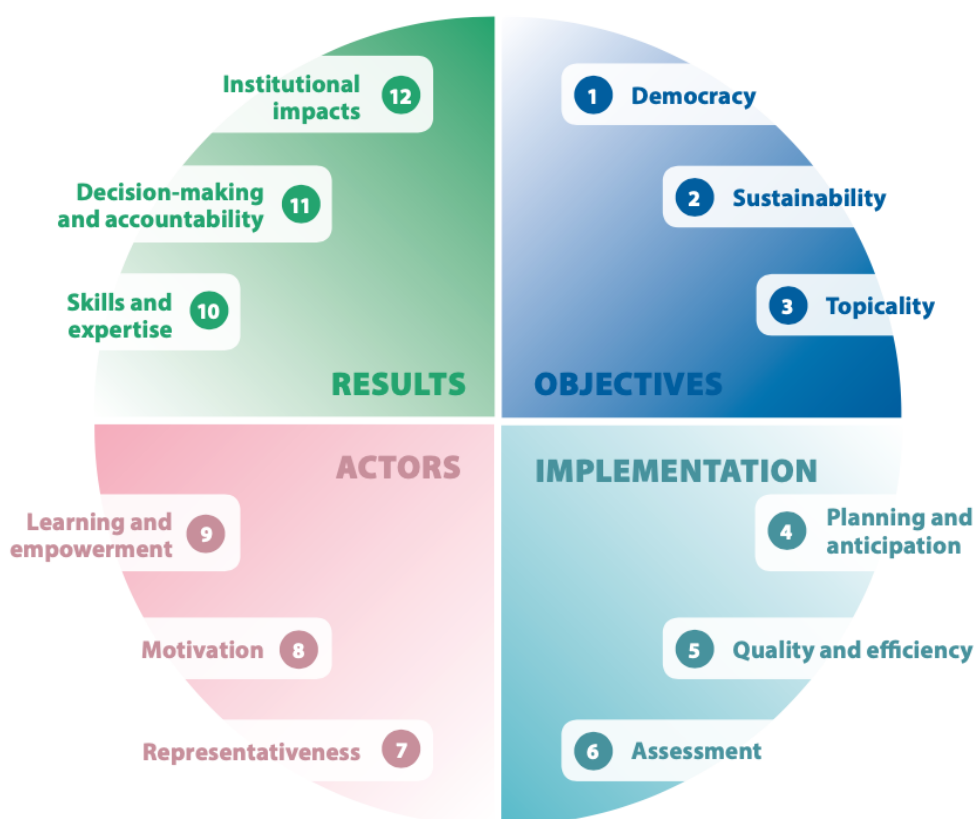 Institutional
impacts
12
1
Democracy
Decision-making
and accountability
11
2
Sustainability
Skills and
expertise
10
3
Topicality
RESULTS
OBJECTIVES
ACTORS
IMPLEMENTATION
Learning and
empowerment
9
4
Planning and
anticipation
Motivation
8
5
Quality and efficiency
Representativeness
7
6
Assessment